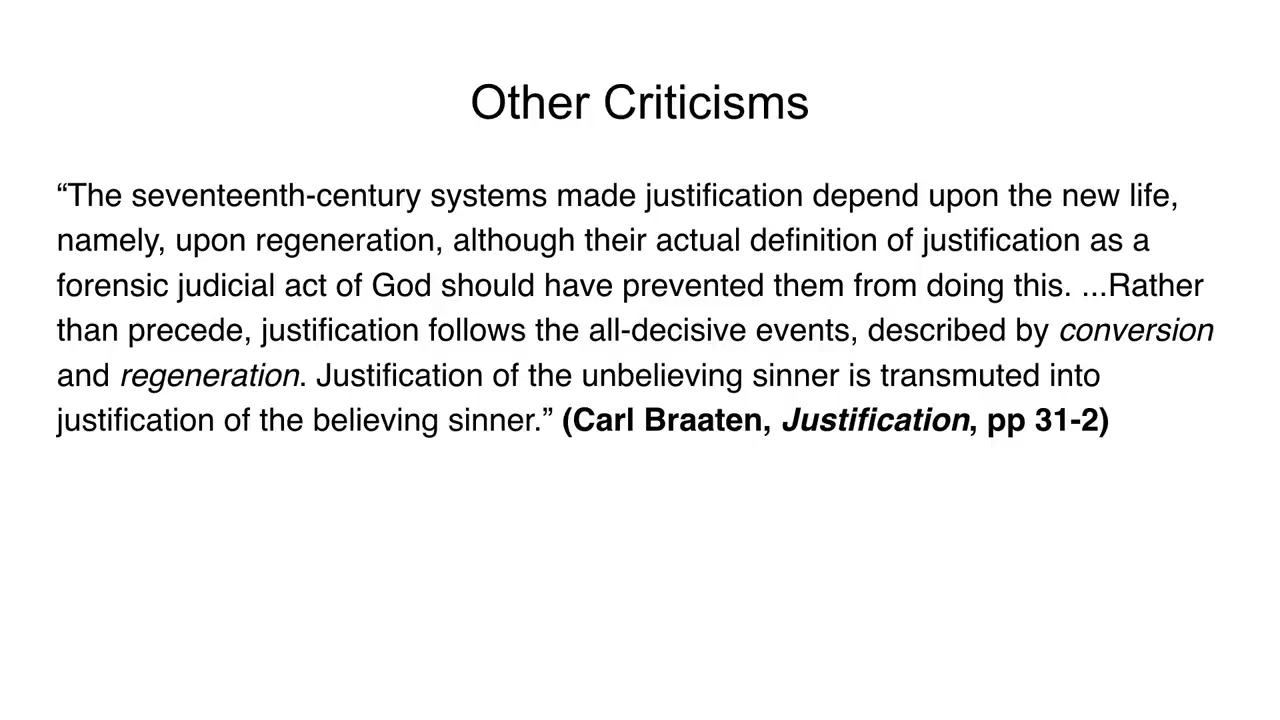 Other Criticisms
“The seventeenth-century systems made justification depend upon the new life,
namely, upon regeneration, although their actual definition of justification as a
forensic judicial act of God should have prevented them from doing this. ...Rather
than precede, justification follows the all-decisive events, described by conversion
and regeneration. Justification of the unbelieving sinner is transmuted into
justification of the believing sinner.” (Carl Braaten, Justification, pp 31-2)